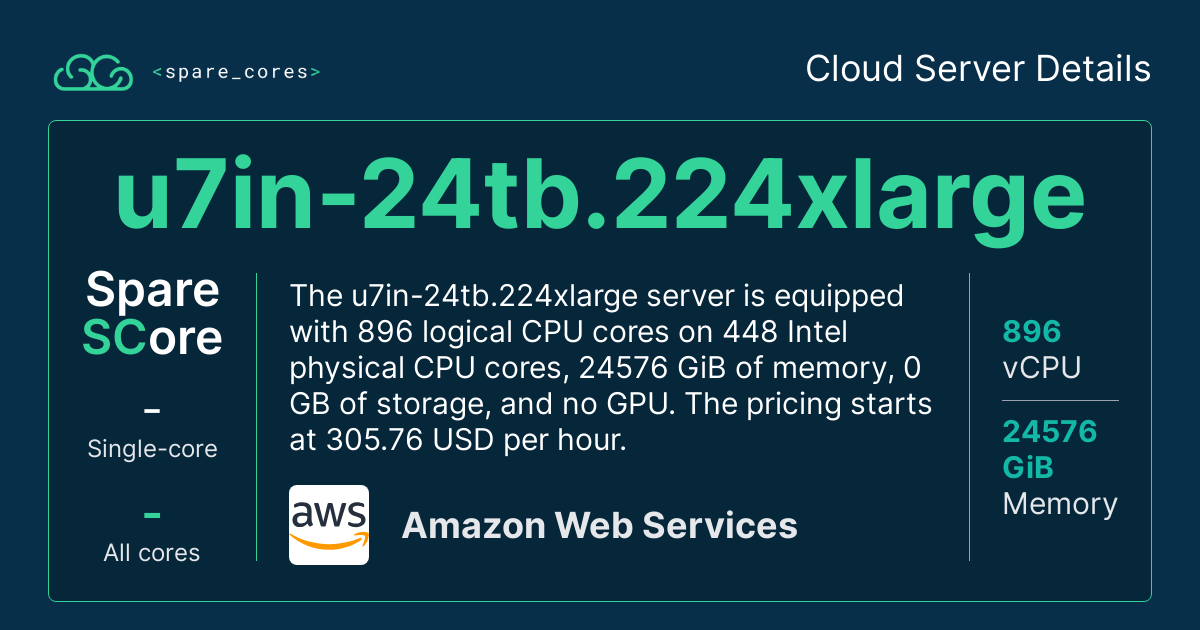 <spare_cores>
Cloud Server Details
u7in-24tb.224xlarge
Spare
SCore
–
Single-core
–
All cores
The u7in-24tb.224xlarge server is equipped
with 896 logical CPU cores on 448 Intel
physical CPU cores, 24576 GiB of memory, 0
GB of storage, and no GPU. The pricing starts
at 305.76 USD per hour.
aws
Amazon Web Services
896
vCPU
24576
GiB
Memory